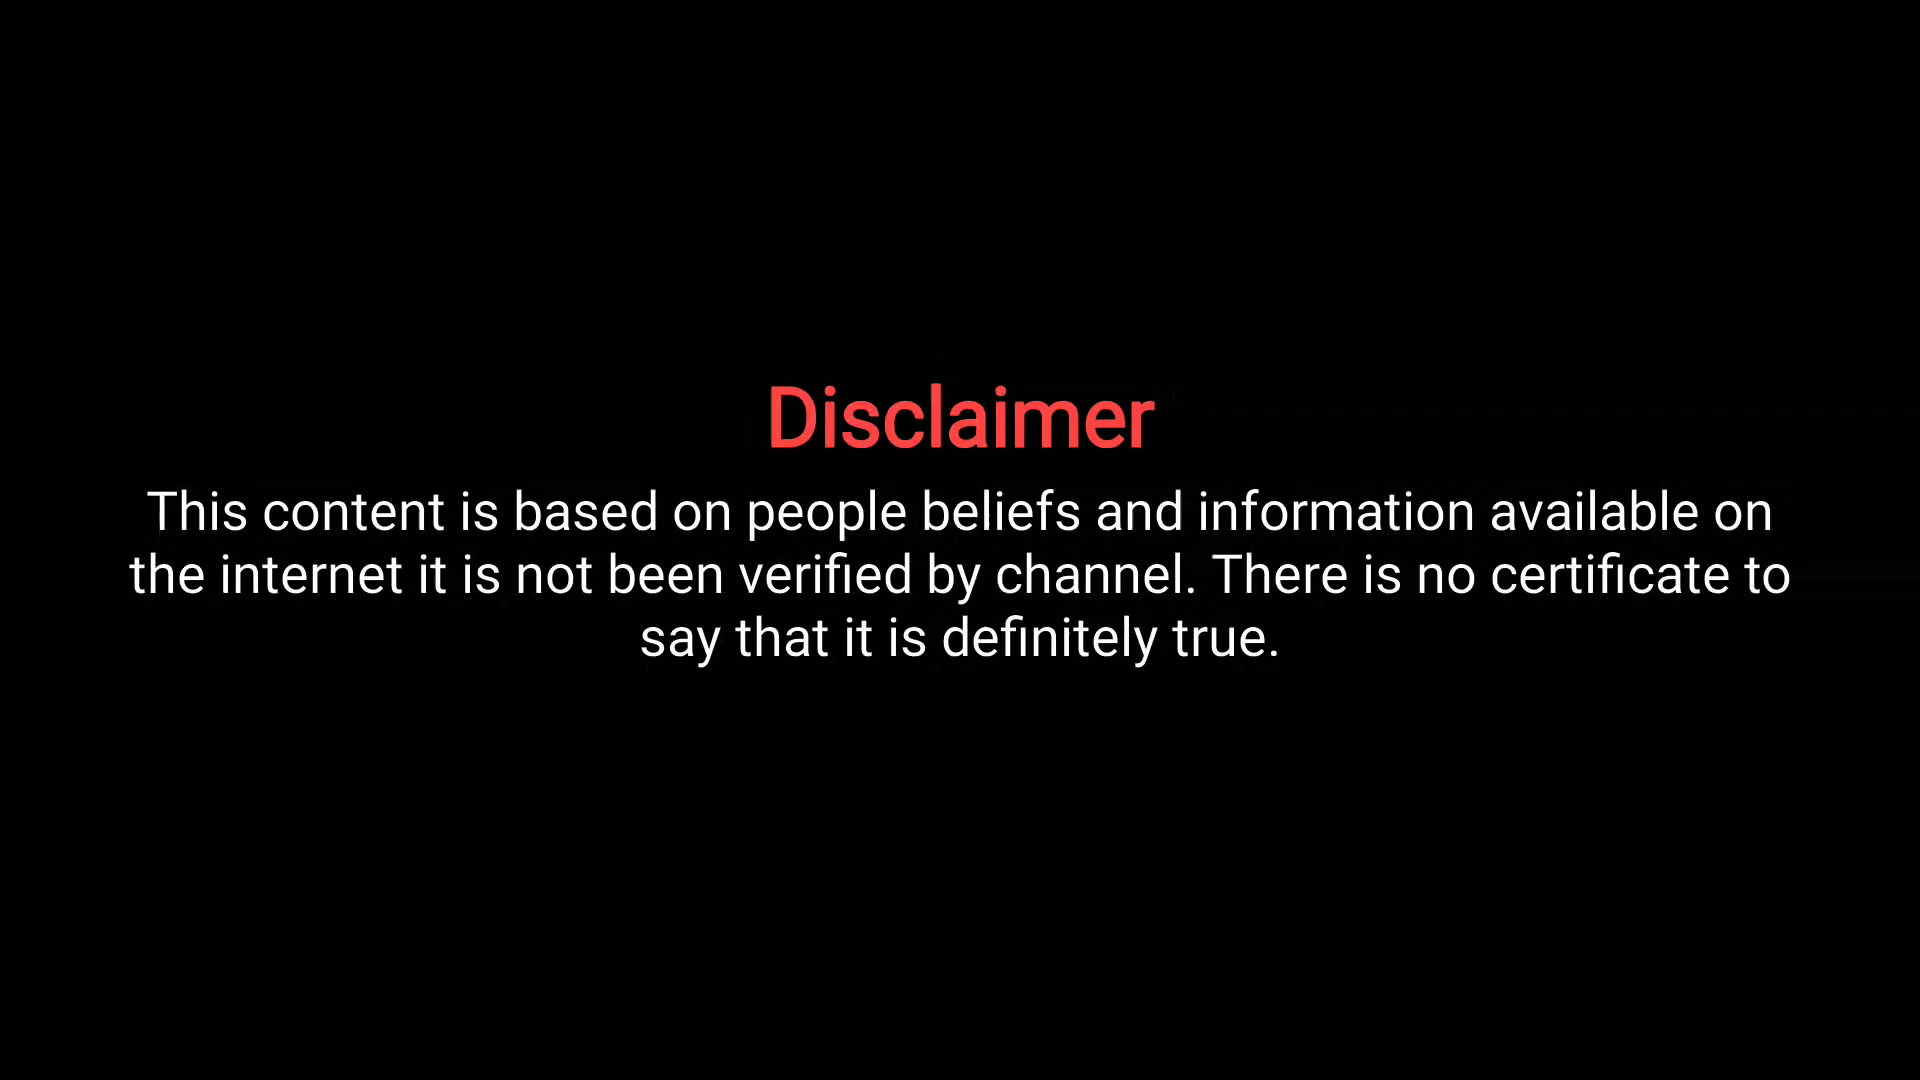 Disclaimer
This content is based on people beliefs and information available on
the internet it is not been verified by channel. There is no certificate to
say that it is definitely true.